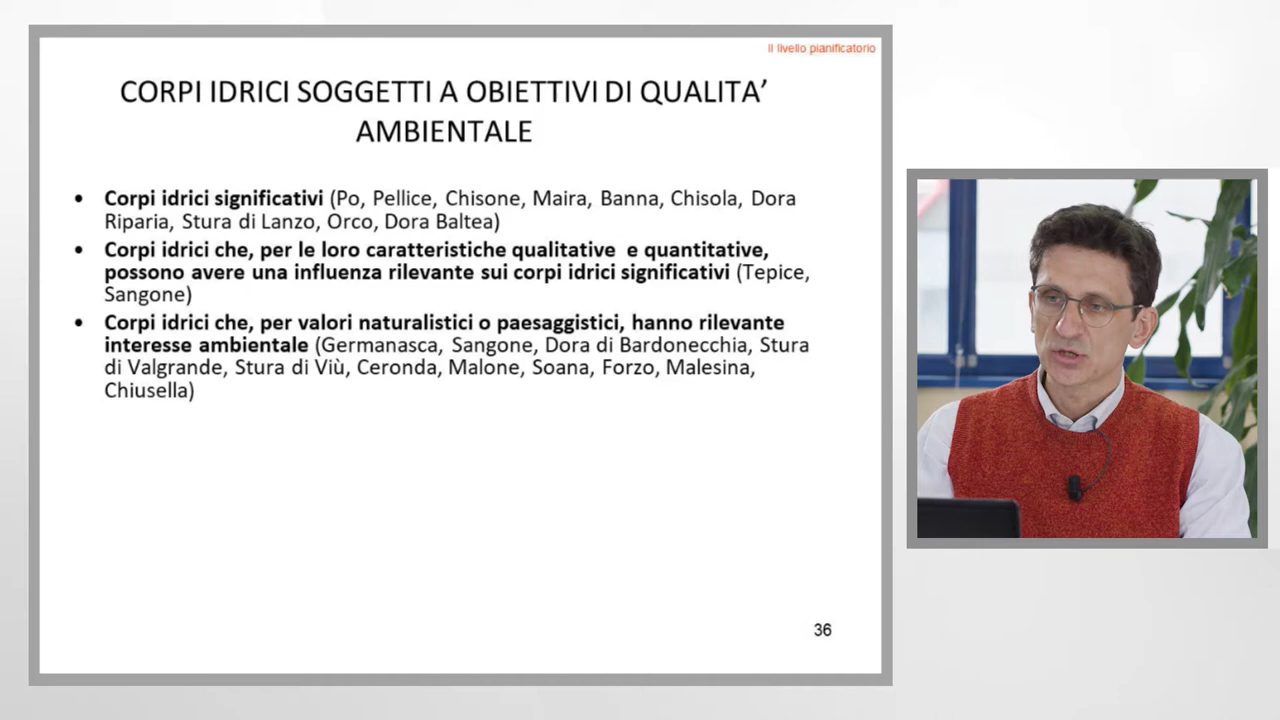 Il livello pianificatorio
CORPI IDRICI SOGGETTI A OBIETTIVI DI QUALITA’
AMBIENTALE
• Corpi idrici significativi (Po, Pellice, Chisone, Maira, Banna, Chisola, Dora
Riparia, Stura di Lanzo, Orco, Dora Baltea)
• Corpi idrici che, per le loro caratteristiche qualitative e quantitative,
possono avere una influenza rilevante sui corpi idrici significativi (Tepice,
Sangone)
• Corpi idrici che, per valori naturalistici o paesaggistici, hanno rilevante
interesse ambientale (Germanasca, Sangone, Dora di Bardonecchia, Stura
di Valgrande, Stura di Viù, Ceronda, Malone, Soana, Forzo, Malesina,
Chiusella)
36